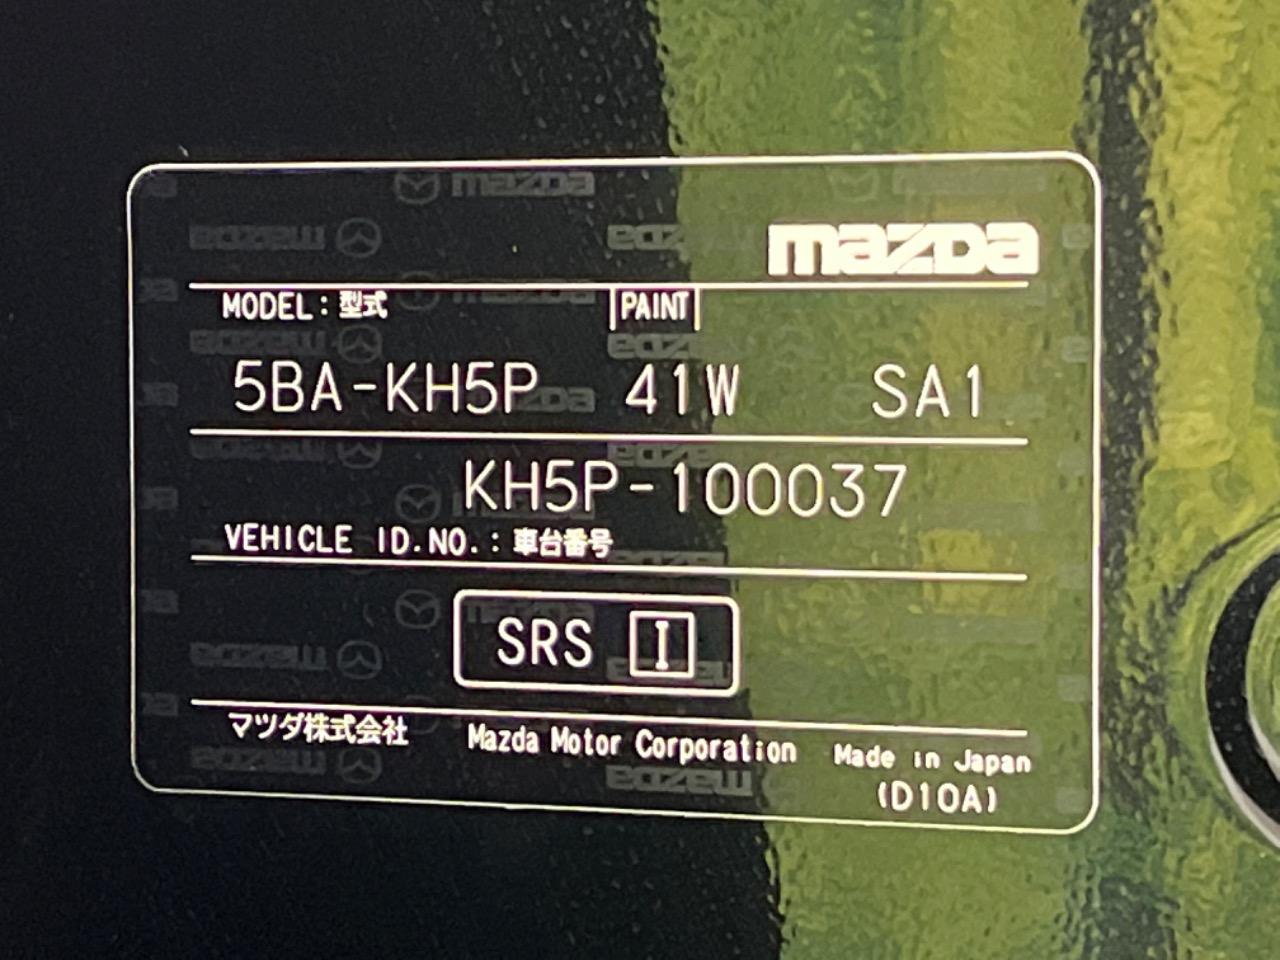 mazda
MODEL : 型式 PAINT
5BA-KH5P 41W SA1
KH5P-100037
VEHICLE ID.NO. : 車台番号
SRS I
マツダ株式会社 Mazda Motor Corporation Made in Japan
(D10A)